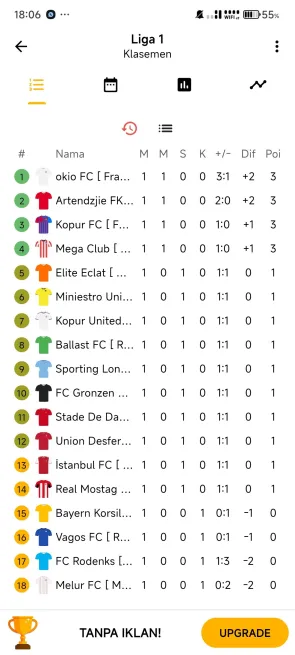 18:06 ... 55%
Liga 1
Klasemen
# Nama M M S K +/- Dif Poi
1 okio FC [ Fra... 1 1 0 0 3:1 +2 3
2 Artendzjie FK... 1 1 0 0 2:0 +2 3
3 Kopur FC [ F... 1 1 0 0 1:0 +1 3
4 Mega Club [ ... 1 1 0 0 1:0 +1 3
5 Elite Eclat [ ... 1 0 1 0 1:1 0 1
6 Miniestro Uni... 1 0 1 0 1:1 0 1
7 Kopur United... 1 0 1 0 1:1 0 1
8 Ballast FC [ R... 1 0 1 0 1:1 0 1
9 Sporting Lon... 1 0 1 0 1:1 0 1
10 FC Gronzen ... 1 0 1 0 1:1 0 1
11 Stade De Da... 1 0 1 0 1:1 0 1
12 Union Desfer... 1 0 1 0 1:1 0 1
13 İstanbul FC [ ... 1 0 1 0 1:1 0 1
14 Real Mostag ... 1 0 1 0 1:1 0 1
15 Bayern Korsil... 1 0 0 1 0:1 -1 0
16 Vagos FC [ R... 1 0 0 1 0:1 -1 0
17 FC Rodenks [... 1 0 0 1 1:3 -2 0
18 Melur FC [ M... 1 0 0 1 0:2 -2 0
TANPA IKLAN! UPGRADE